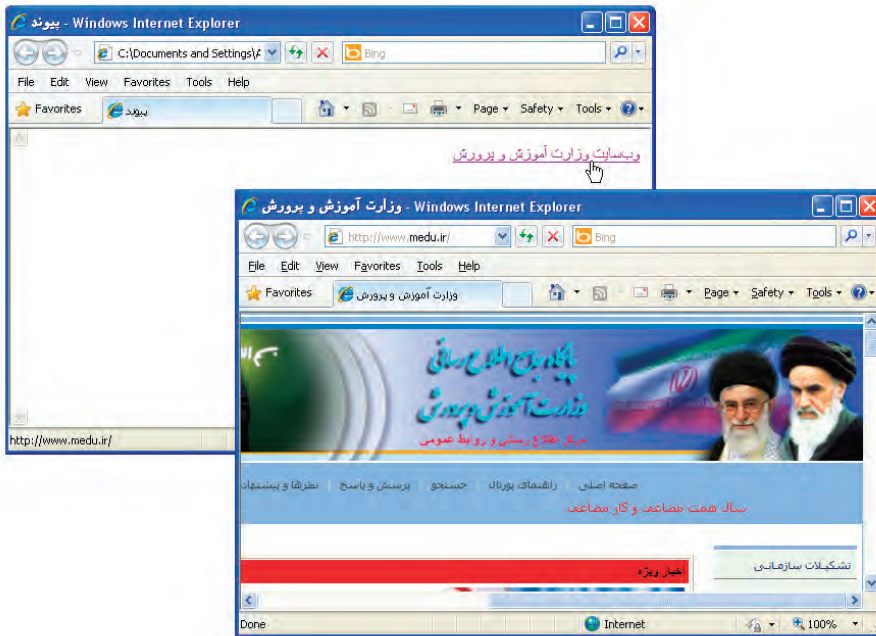 پیوند - Windows Internet Explorer
C:\Documents and Settings\A
Bing
File Edit View Favorites Tools Help
Favorites
پیوند
Page Safety Tools
وب‌سایت وزارت آموزش و پرورش
http://www.medu.ir/
وزارت آموزش و پرورش - Windows Internet Explorer
http://www.medu.ir/
Bing
File Edit View Favorites Tools Help
Favorites
وزارت آموزش و پرورش
Page Safety Tools
پایگاه جامع اطلاع رسانی
وزارت آموزش و پرورش
مرکز اطلاع رسانی و روابط عمومی
صفحه اصلی | راهنمای پورتال | جستجو | پرسش و پاسخ | نظرها و پیشنهاد
سال همت مضاعف و کار مضاعف
تشکیلات سازمانی
اخبار ویژه
Done
Internet
100%